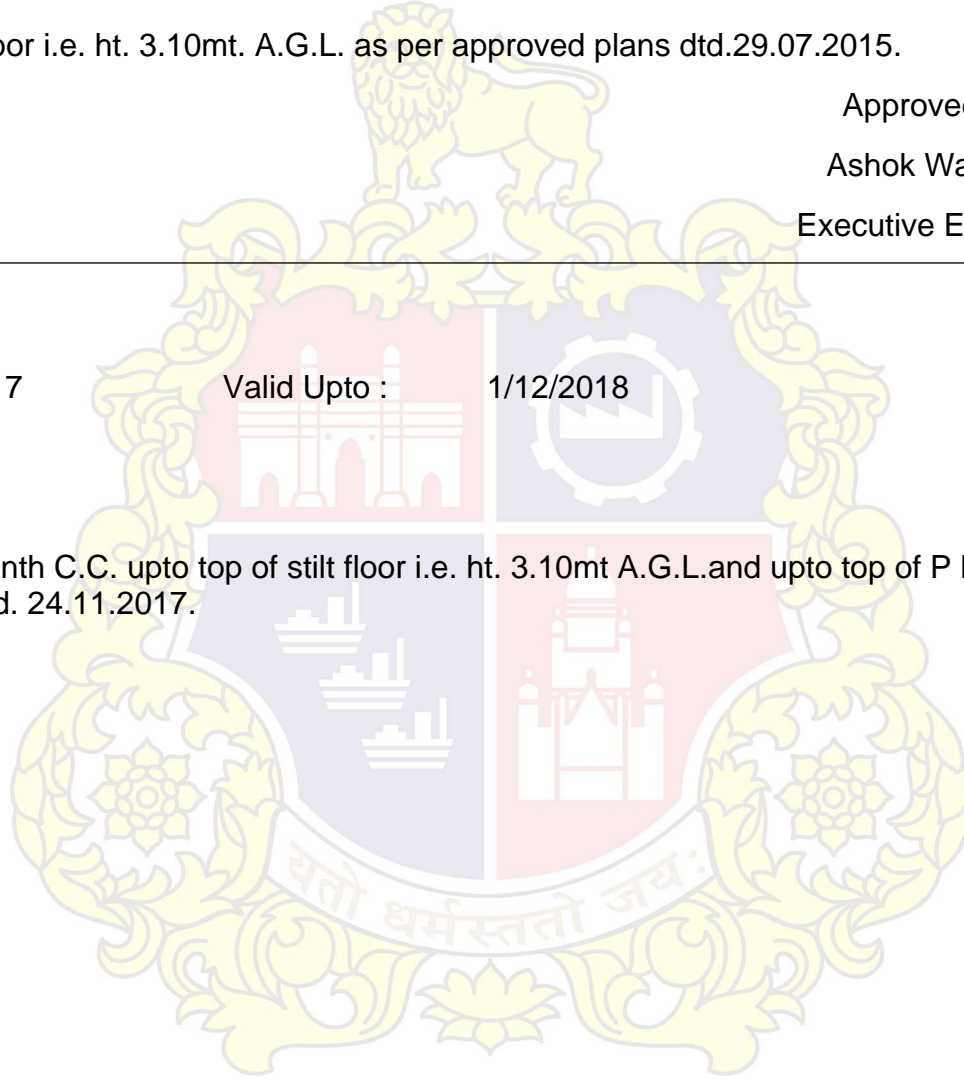 oor i.e. ht. 3.10mt. A.G.L. as per approved plans dtd.29.07.2015.
Approved
Ashok Wa
Executive E
7 Valid Upto : 1/12/2018
nth C.C. upto top of stilt floor i.e. ht. 3.10mt A.G.L.and upto top of P
d. 24.11.2017.
यतो धर्मस्ततो जय: